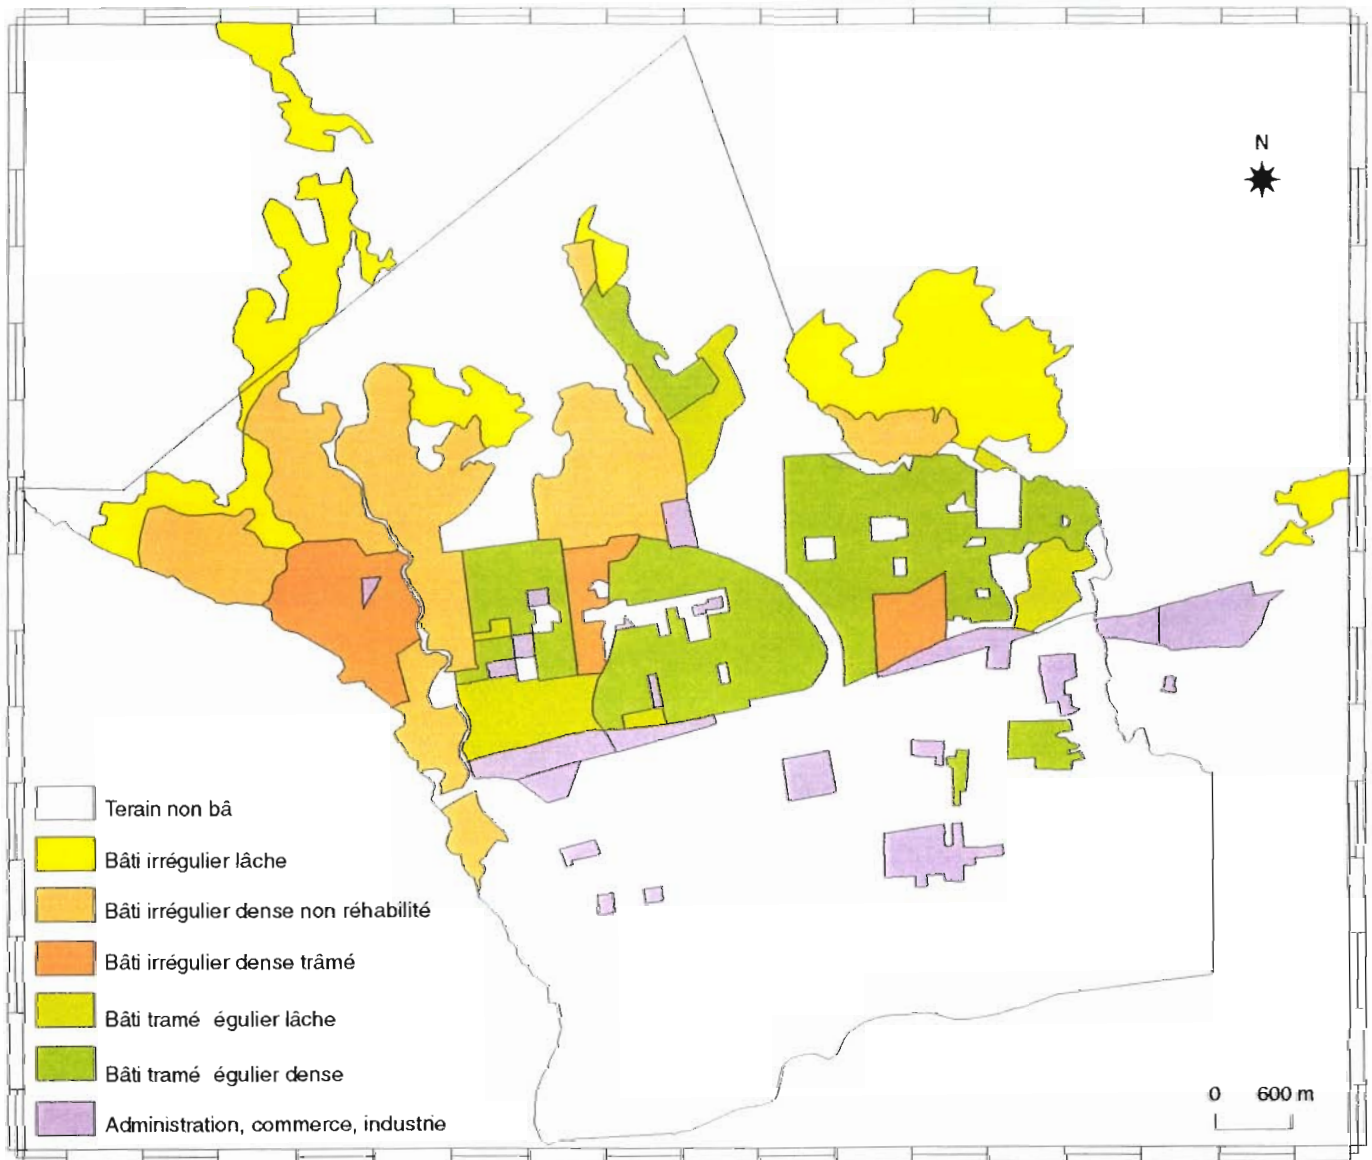 N
Terain non bâ
Bâti irrégulier lâche
Bâti irrégulier dense non réhabilité
Bâti irrégulier dense trâmé
Bâti tramé égulier lâche
Bâti tramé égulier dense
Administration, commerce, industrie
0 600 m